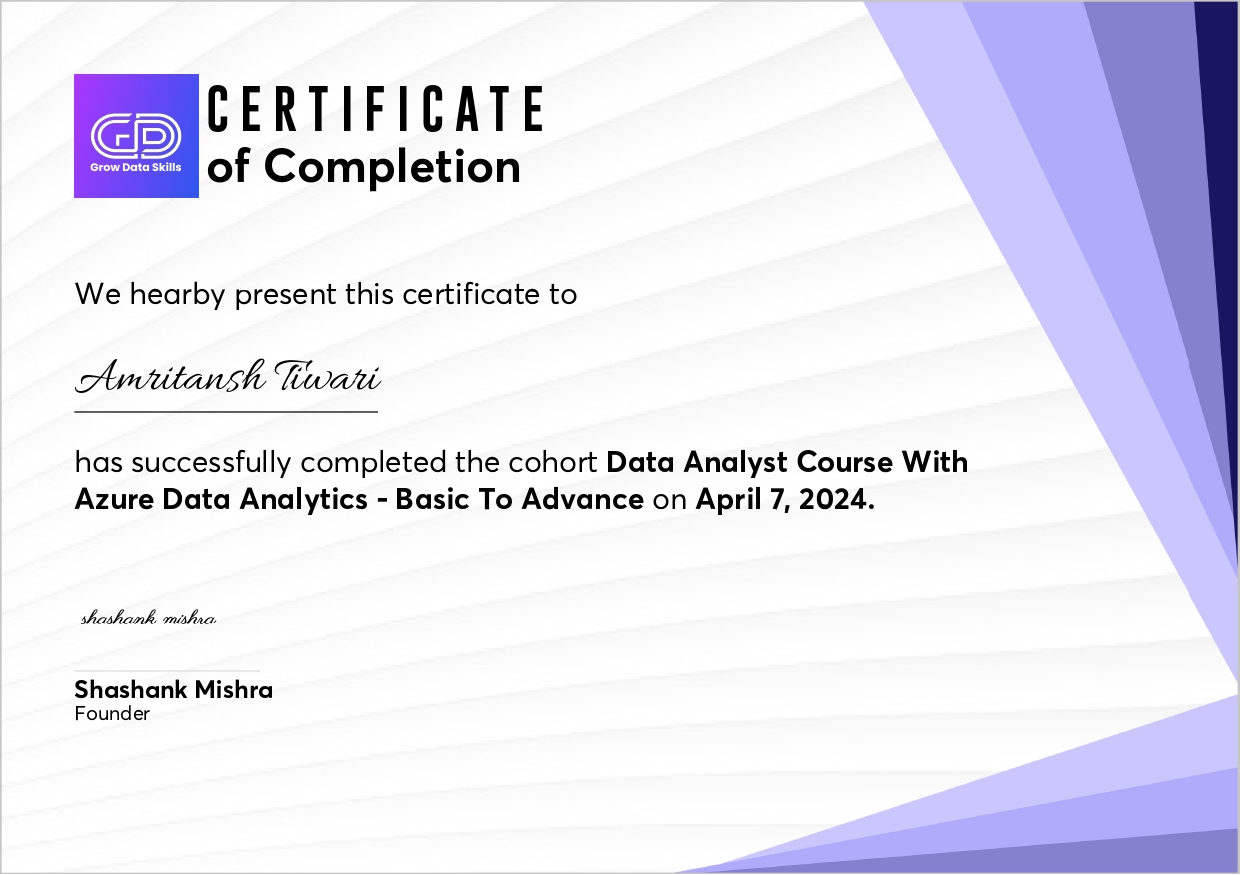 CERTIFICATE
of Completion
Grow Data Skills
We hearby present this certificate to
Amritansh Tiwari
has successfully completed the cohort Data Analyst Course With
Azure Data Analytics - Basic To Advance on April 7, 2024.
shashank mishra
Shashank Mishra
Founder